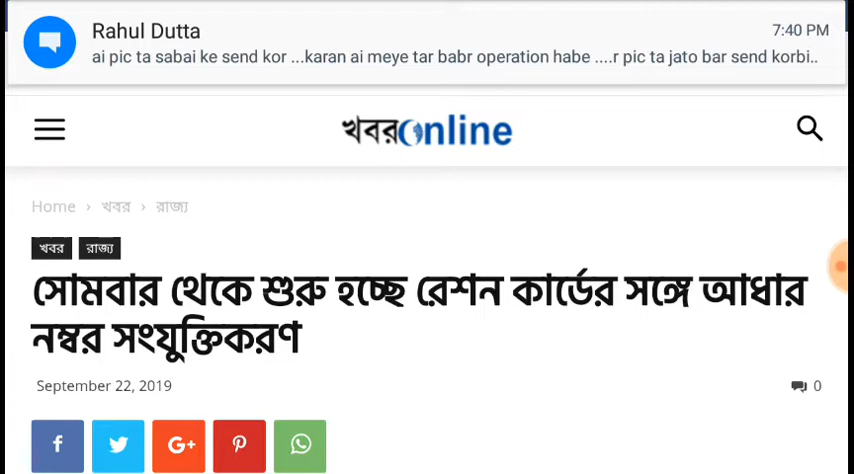 Rahul Dutta
7:40 PM
ai pic ta sabai ke send kor ...karan ai meye tar babr operation habe ....r pic ta jato bar send korbi..
খবরonline
Home › খবর › রাজ্য
খবর রাজ্য
সোমবার থেকে শুরু হচ্ছে রেশন কার্ডের সঙ্গে আধার
নম্বর সংযুক্তিকরণ
September 22, 2019
0
f
G+